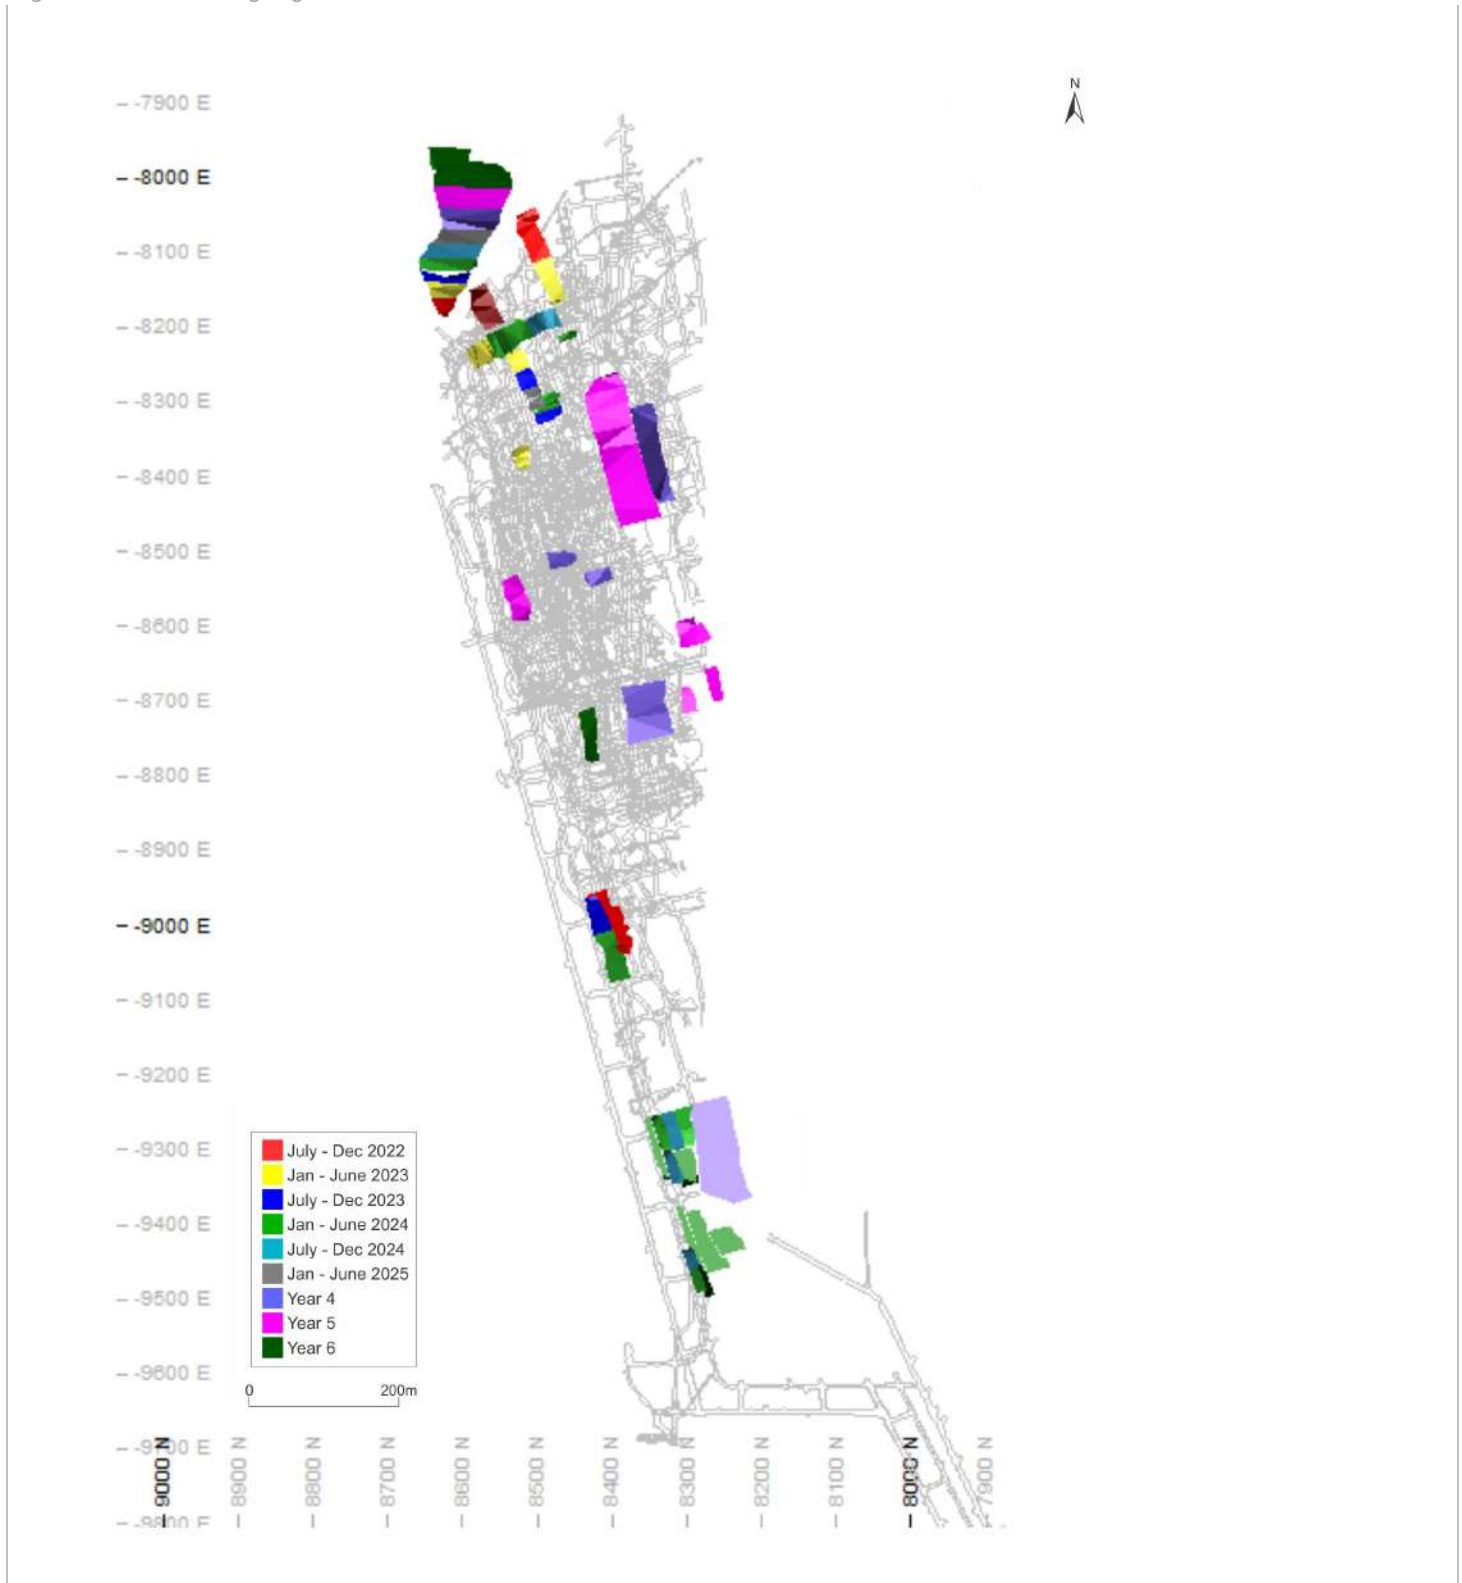 N
– -7900 E
– -8000 E
– -8100 E
– -8200 E
– -8300 E
– -8400 E
– -8500 E
– -8600 E
– -8700 E
– -8800 E
– -8900 E
– -9000 E
– -9100 E
– -9200 E
– -9300 E
– -9400 E
– -9500 E
– -9600 E
– -9700 E
– -9800 E
July - Dec 2022
Jan - June 2023
July - Dec 2023
Jan - June 2024
July - Dec 2024
Jan - June 2025
Year 4
Year 5
Year 6
0 200m
– -9000 N
– -8900 N
– -8800 N
– -8700 N
– -8600 N
– -8500 N
– -8400 N
– -8300 N
– -8200 N
– -8100 N
– -8000 N
– -7900 N